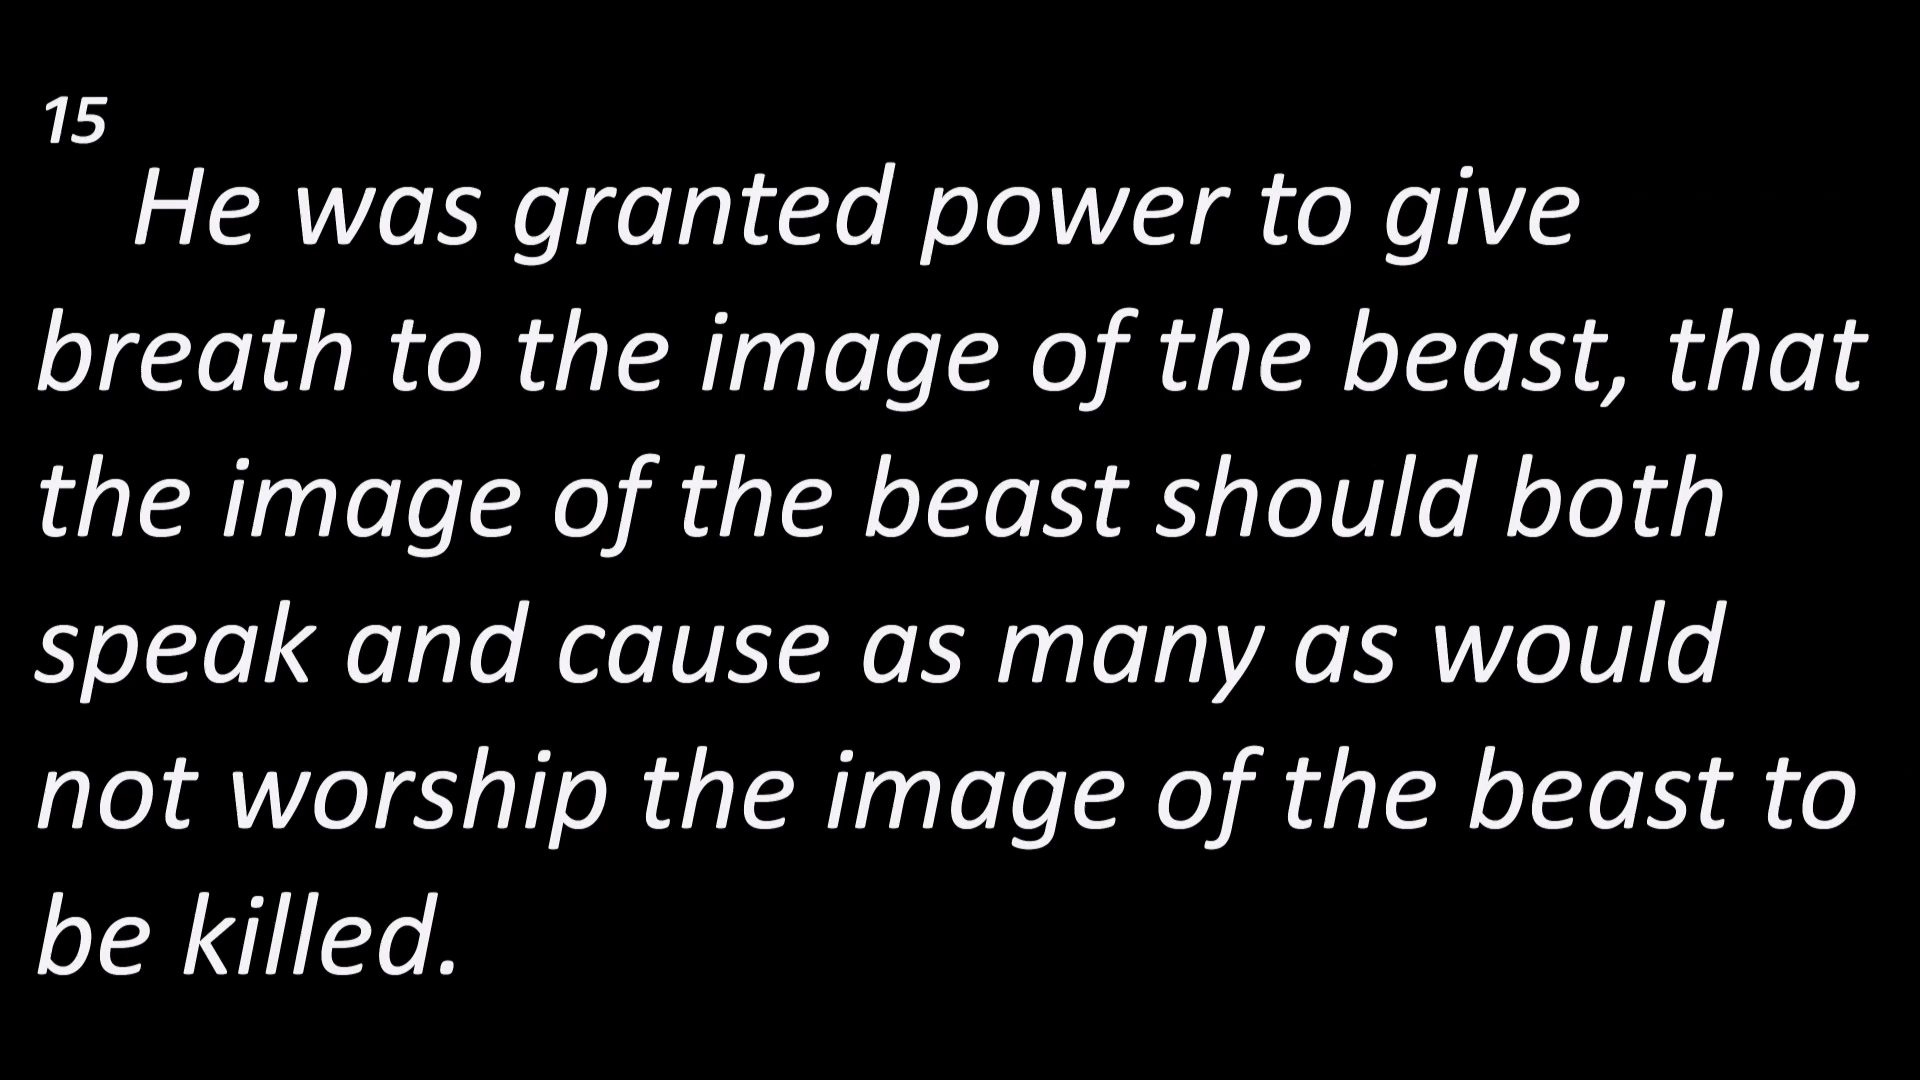 15
He was granted power to give
breath to the image of the beast, that
the image of the beast should both
speak and cause as many as would
not worship the image of the beast to
be killed.